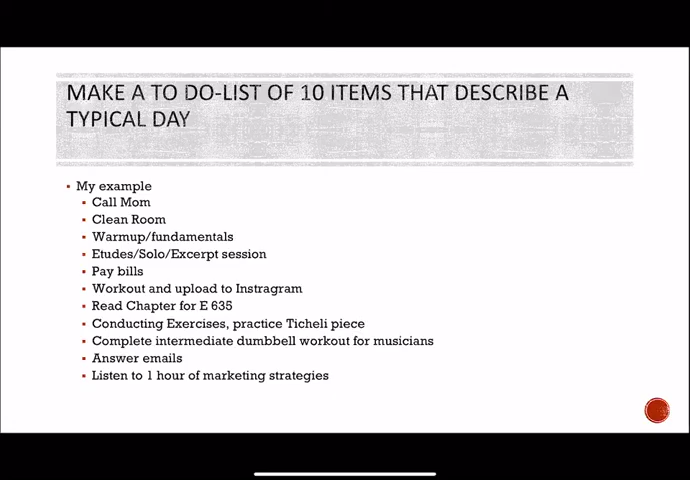 MAKE A TO DO-LIST OF 10 ITEMS THAT DESCRIBE A
TYPICAL DAY
My example
Call Mom
Clean Room
Warmup/fundamentals
Etudes/Solo/Excerpt session
Pay bills
Workout and upload to Instragram
Read Chapter for E 635
Conducting Exercises, practice Ticheli piece
Complete intermediate dumbbell workout for musicians
Answer emails
Listen to 1 hour of marketing strategies